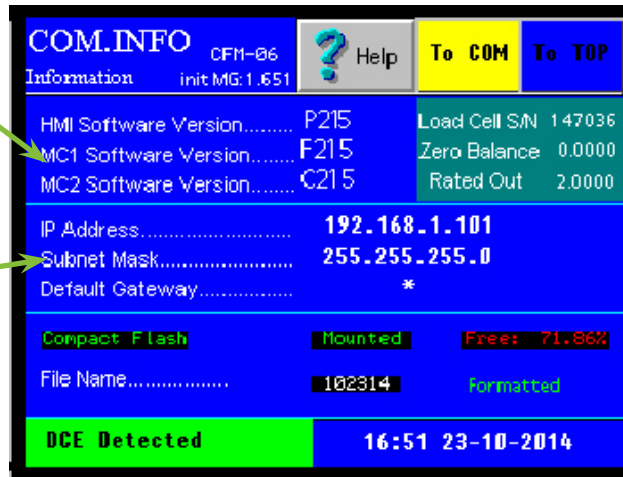 COM.INFO CFM-06
Information init MG:1.651
? Help
To COM
To TOP
HMI Software Version......... P215
MC1 Software Version....... F215
MC2 Software Version........ C215
Load Cell S/N 147036
Zero Balance 0.0000
Rated Out 2.0000
IP Address.......................... 192.168.1.101
Subnet Mask....................... 255.255.255.0
Default Gateway................. *
Compact Flash Mounted Free: 71.86%
File Name................. 102314 Formatted
DCE Detected 16:51 23-10-2014